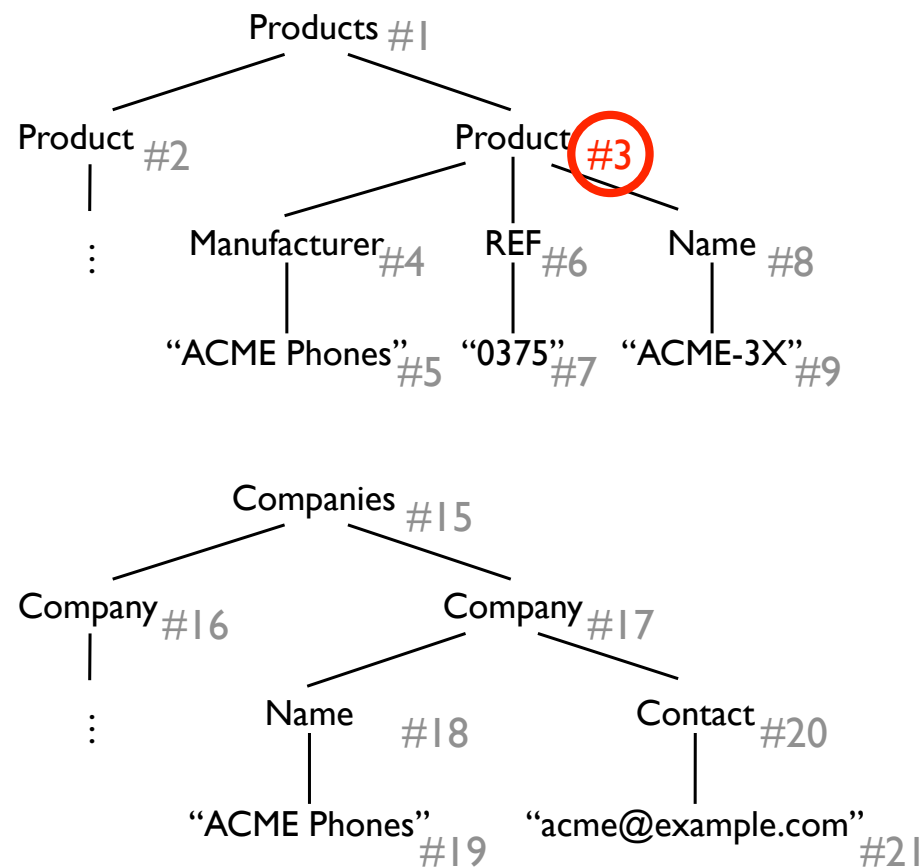 Products #1
Product #2 Product #3
⋮ Manufacturer #4 REF #6 Name #8
“ACME Phones” #5 “0375” #7 “ACME-3X” #9
Companies #15
Company #16 Company #17
⋮ Name #18 Contact #20
“ACME Phones” #19 “acme@example.com” #21